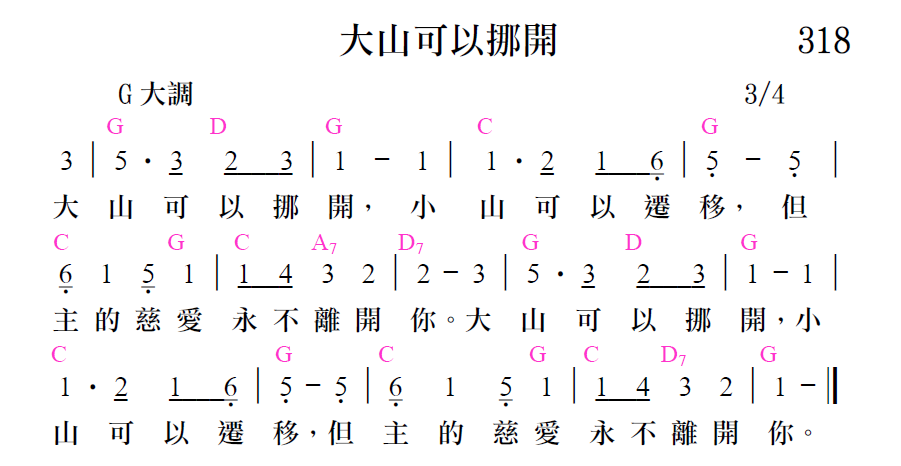 大山可以挪開 318
G 大調 3/4
G D G C G
3 | 5 · 3 2 3 | 1 - 1 | 1 · 2 1 6 | 5 - 5 |
大 山 可 以 挪 開， 小 山 可 以 遷 移， 但
C G C A7 D7 G D G
6 1 5 1 | 1 4 3 2 | 2 - 3 | 5 · 3 2 3 | 1 - 1 |
主 的 慈 愛 永 不 離 開 你。大 山 可 以 挪 開，小
C G C G C D7 G
1 · 2 1 6 | 5 - 5 | 6 1 5 1 | 1 4 3 2 | 1 - ||
山 可 以 遷 移，但 主 的 慈 愛 永 不 離 開 你。